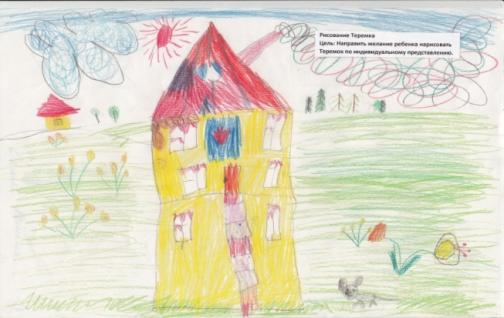 Рисование Теремка
Цель: Направить желание ребенка нарисовать
Теремок по индивидуальному представлению.